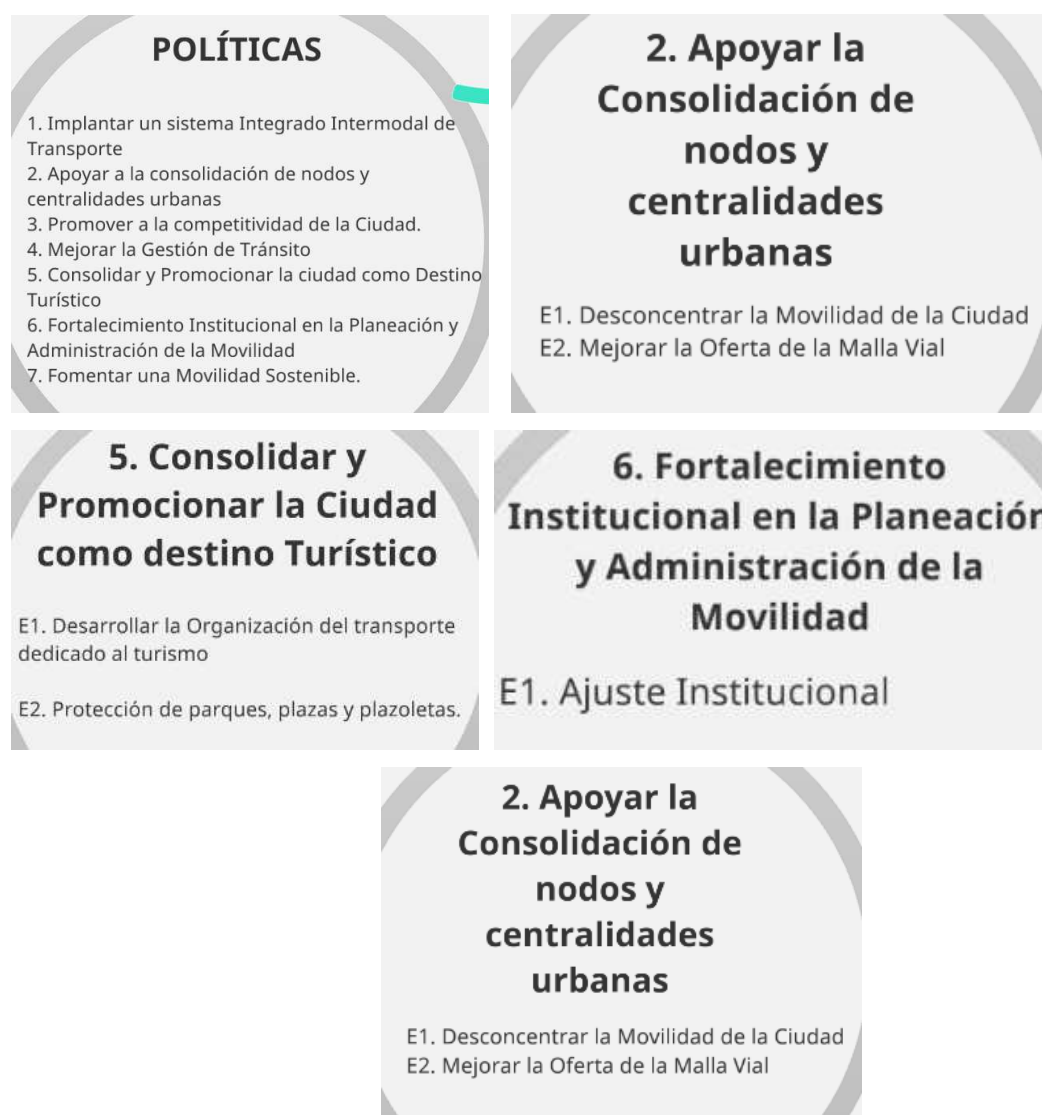 POLÍTICAS
1. Implantar un sistema Integrado Intermodal de
Transporte
2. Apoyar a la consolidación de nodos y
centralidades urbanas
3. Promover a la competitividad de la Ciudad.
4. Mejorar la Gestión de Tránsito
5. Consolidar y Promocionar la ciudad como Destino
Turístico
6. Fortalecimiento Institucional en la Planeación y
Administración de la Movilidad
7. Fomentar una Movilidad Sostenible.
2. Apoyar la
Consolidación de
nodos y
centralidades
urbanas
E1. Desconcentrar la Movilidad de la Ciudad
E2. Mejorar la Oferta de la Malla Vial
5. Consolidar y
Promocionar la Ciudad
como destino Turístico
E1. Desarrollar la Organización del transporte
dedicado al turismo
E2. Protección de parques, plazas y plazoletas.
6. Fortalecimiento
Institucional en la Planeación
y Administración de la
Movilidad
E1. Ajuste Institucional
2. Apoyar la
Consolidación de
nodos y
centralidades
urbanas
E1. Desconcentrar la Movilidad de la Ciudad
E2. Mejorar la Oferta de la Malla Vial